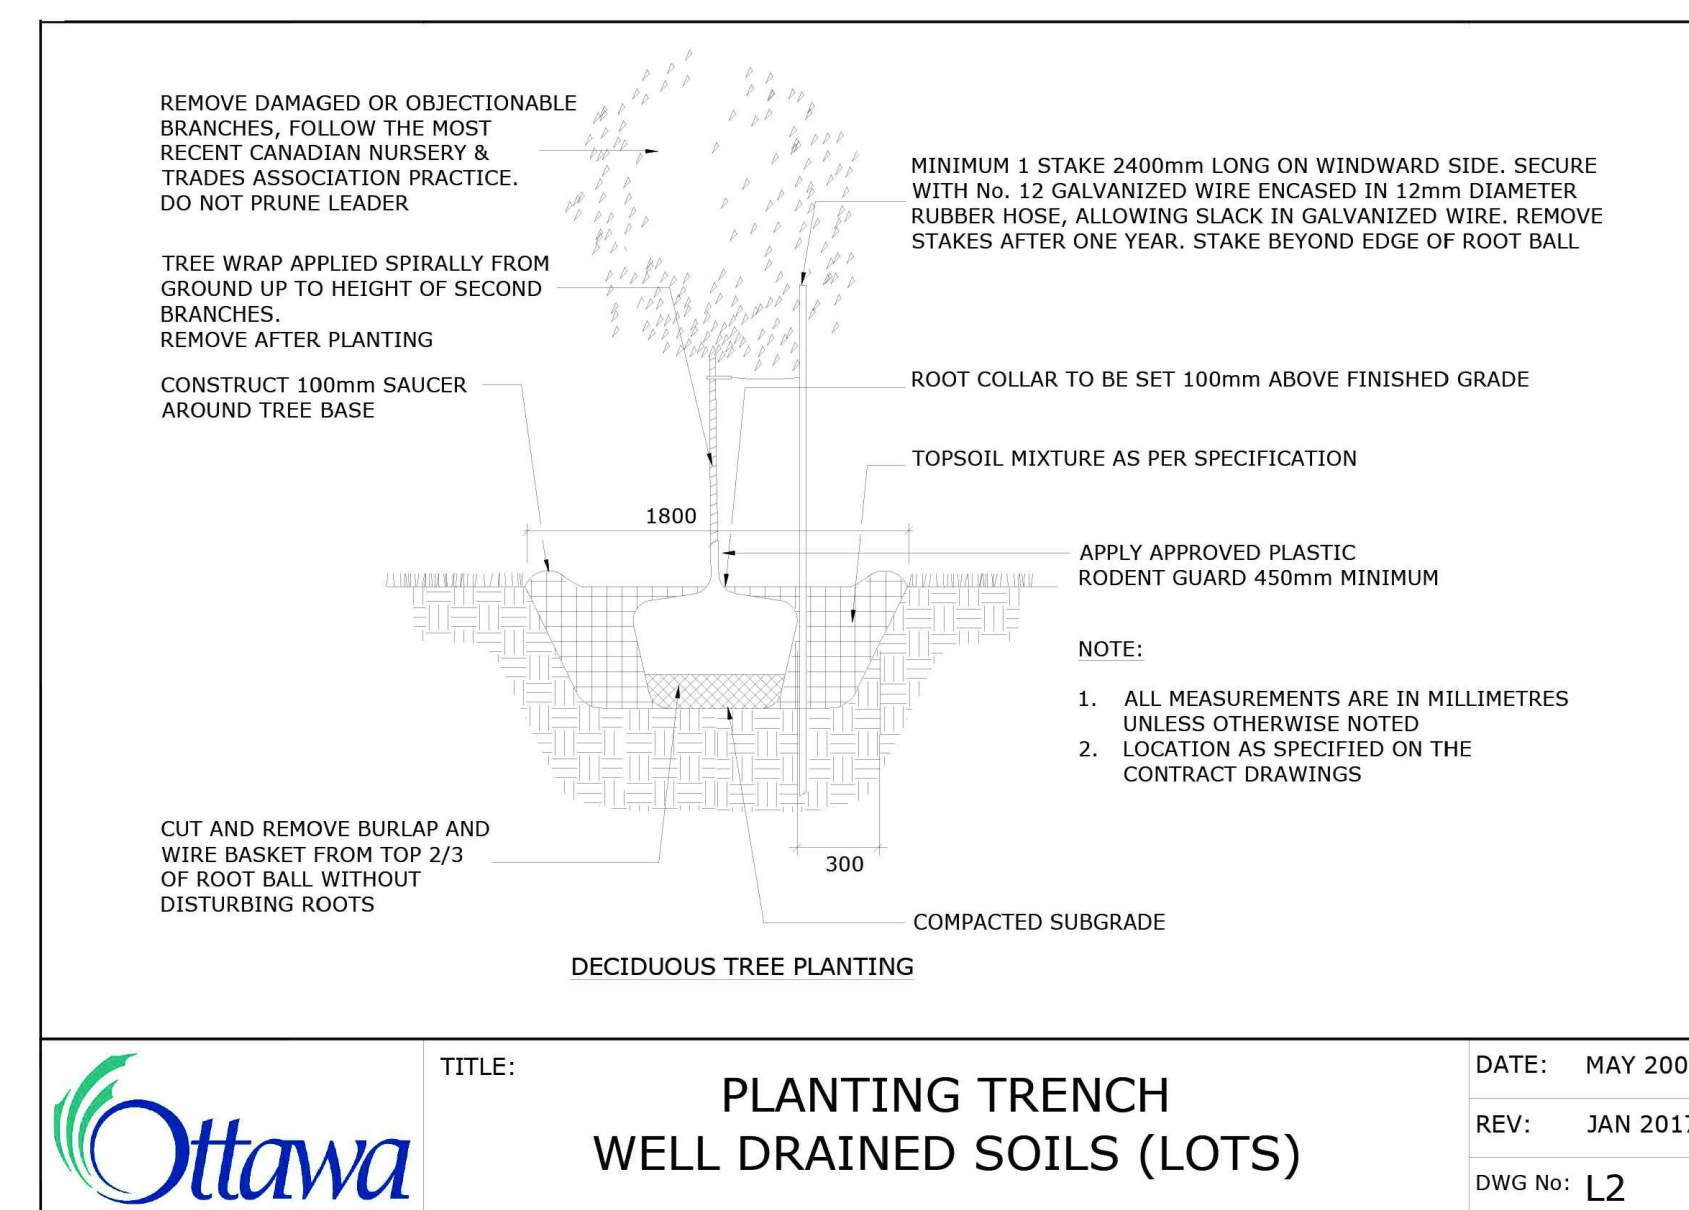 REMOVE DAMAGED OR OBJECTIONABLE
BRANCHES, FOLLOW THE MOST
RECENT CANADIAN NURSERY &
TRADES ASSOCIATION PRACTICE.
DO NOT PRUNE LEADER
TREE WRAP APPLIED SPIRALLY FROM
GROUND UP TO HEIGHT OF SECOND
BRANCHES.
REMOVE AFTER PLANTING
CONSTRUCT 100mm SAUCER
AROUND TREE BASE
MINIMUM 1 STAKE 2400mm LONG ON WINDWARD SIDE. SECURE
WITH No. 12 GALVANIZED WIRE ENCASED IN 12mm DIAMETER
RUBBER HOSE, ALLOWING SLACK IN GALVANIZED WIRE. REMOVE
STAKES AFTER ONE YEAR. STAKE BEYOND EDGE OF ROOT BALL
ROOT COLLAR TO BE SET 100mm ABOVE FINISHED GRADE
TOPSOIL MIXTURE AS PER SPECIFICATION
1800
APPLY APPROVED PLASTIC
RODENT GUARD 450mm MINIMUM
NOTE:
1. ALL MEASUREMENTS ARE IN MILLIMETRES
UNLESS OTHERWISE NOTED
2. LOCATION AS SPECIFIED ON THE
CONTRACT DRAWINGS
CUT AND REMOVE BURLAP AND
WIRE BASKET FROM TOP 2/3
OF ROOT BALL WITHOUT
DISTURBING ROOTS
300
COMPACTED SUBGRADE
DECIDUOUS TREE PLANTING
Ottawa
TITLE:
PLANTING TRENCH
WELL DRAINED SOILS (LOTS)
DATE: MAY 200
REV: JAN 2017
DWG No: L2